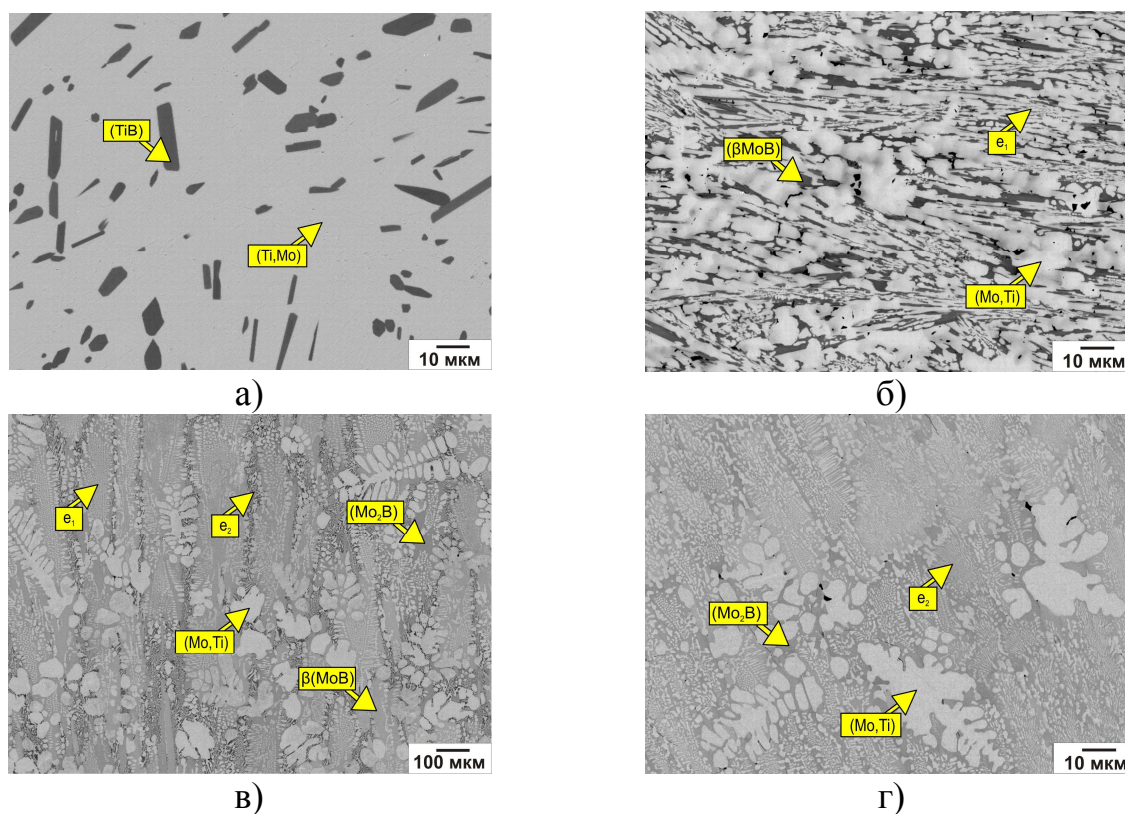 (TiB)
(Ti,Mo)
10 мкм
а)
(βMoB)
e₁
(Mo,Ti)
10 мкм
б)
e₁
e₂
(Mo₂B)
(Mo,Ti)
β(MoB)
100 мкм
в)
(Mo₂B)
e₂
(Mo,Ti)
10 мкм
г)